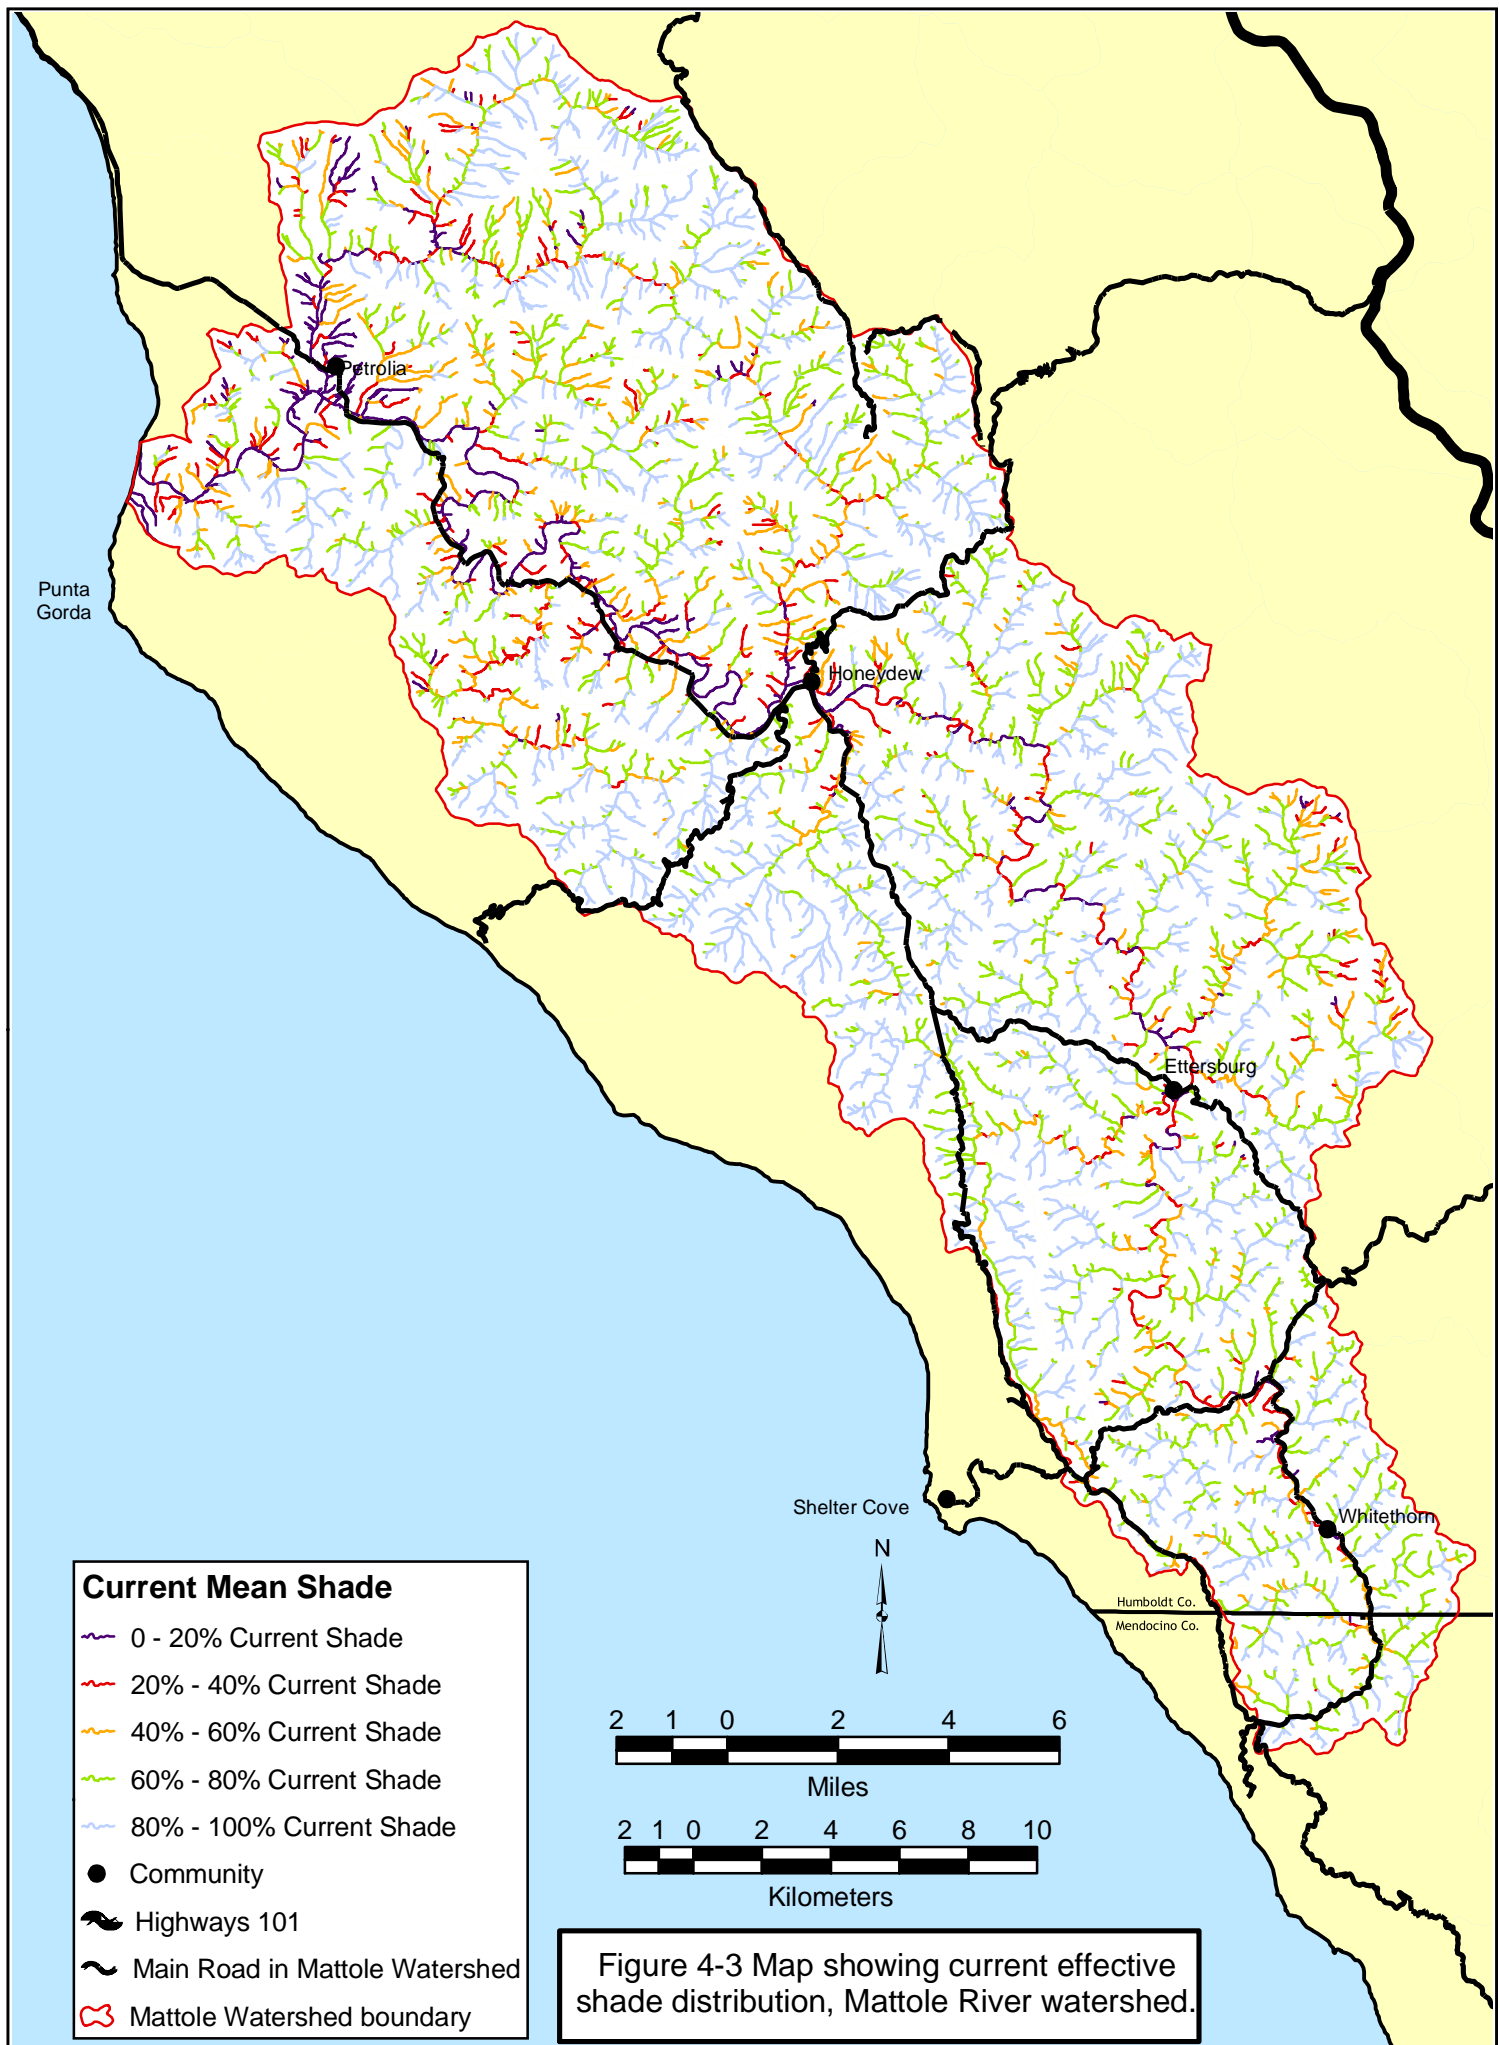 Petrolia
Punta
Gorda
Honeydew
Ettersburg
Shelter Cove
Whitethorn
N
Humboldt Co.
Mendocino Co.
Current Mean Shade
0 - 20% Current Shade
20% - 40% Current Shade
40% - 60% Current Shade
60% - 80% Current Shade
80% - 100% Current Shade
Community
Highways 101
Main Road in Mattole Watershed
Mattole Watershed boundary
2 1 0 2 4 6
Miles
2 1 0 2 4 6 8 10
Kilometers
Figure 4-3 Map showing current effective
shade distribution, Mattole River watershed.